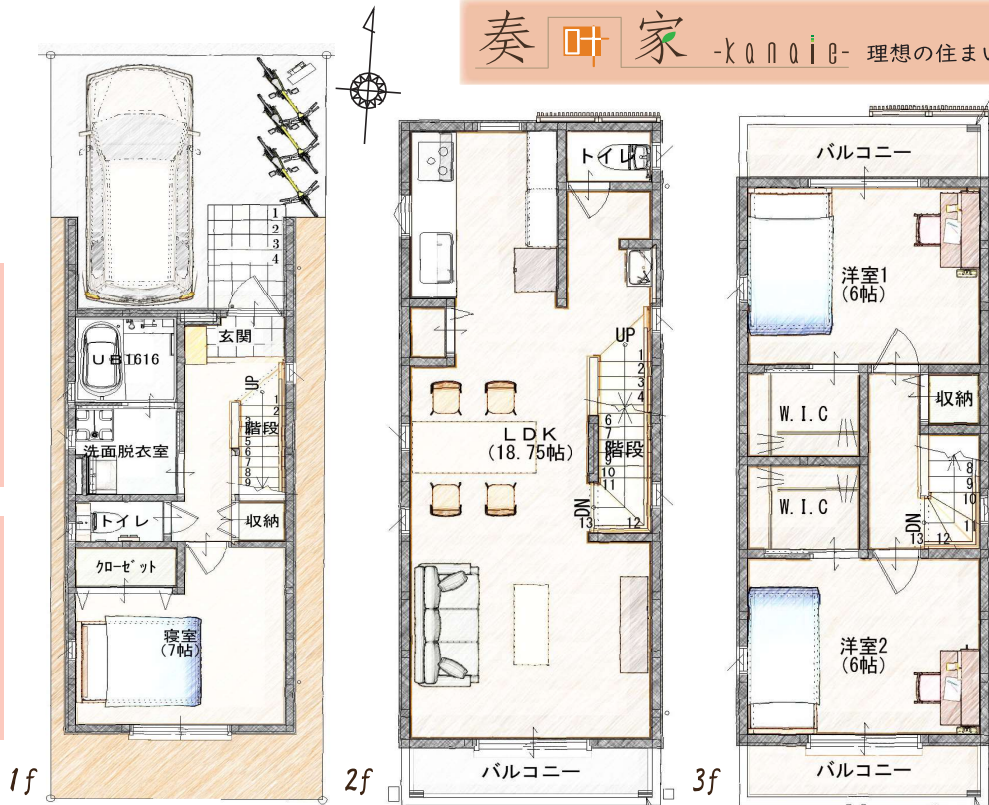 奏叶家 -kanaie- 理想の住まい
1
2
3
4
玄関
UB1616
UP
1
2
3
階段
5
6
7
8
9
洗面脱衣室
トイレ
収納
クローゼット
寝室
(7帖)
1f
トイレ
UP
1
2
3
4
6
7
階段
9
10
11
DN
13
12
LDK
(18.75帖)
バルコニー
2f
バルコニー
洋室1
(6帖)
W.I.C
収納
W.I.C
8
9
10
11
DN
13
12
洋室2
(6帖)
バルコニー
3f